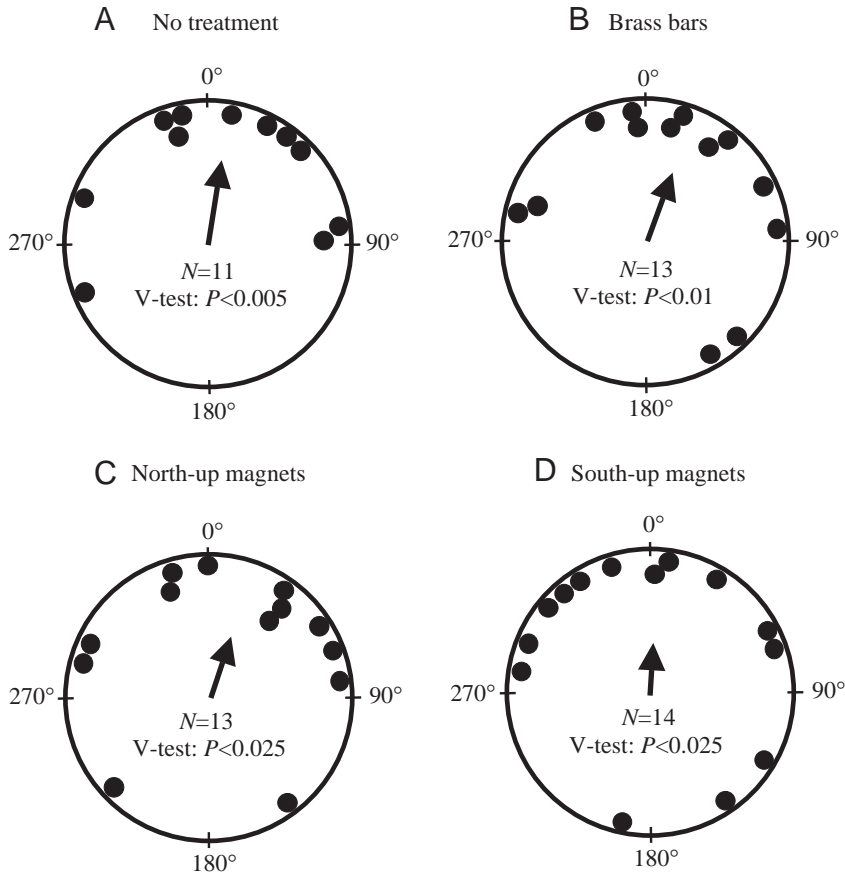 A No treatment
0°
270°
90°
N=11
V-test: P<0.005
180°
B Brass bars
0°
270°
90°
N=13
V-test: P<0.01
180°
C North-up magnets
0°
270°
90°
N=13
V-test: P<0.025
180°
D South-up magnets
0°
270°
90°
N=14
V-test: P<0.025
180°